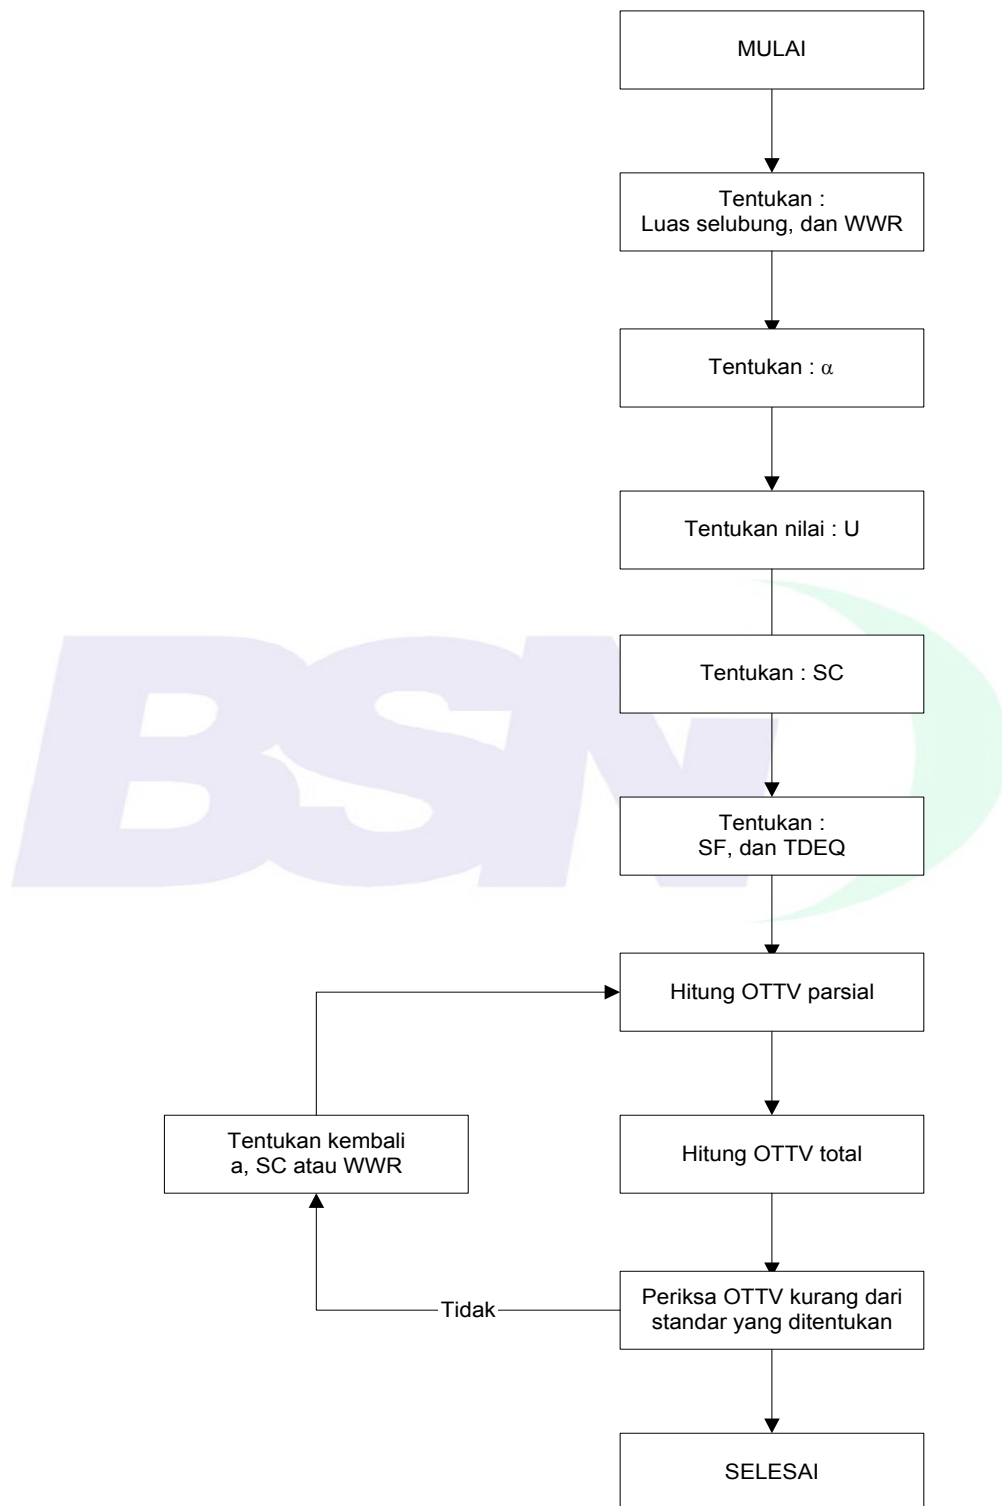 MULAI
Tentukan :
Luas selubung, dan WWR
Tentukan : α
Tentukan nilai : U
Tentukan : SC
Tentukan :
SF, dan TDEQ
Hitung OTTV parsial
Tentukan kembali
a, SC atau WWR
Hitung OTTV total
Periksa OTTV kurang dari
standar yang ditentukan
Tidak
SELESAI
BSN